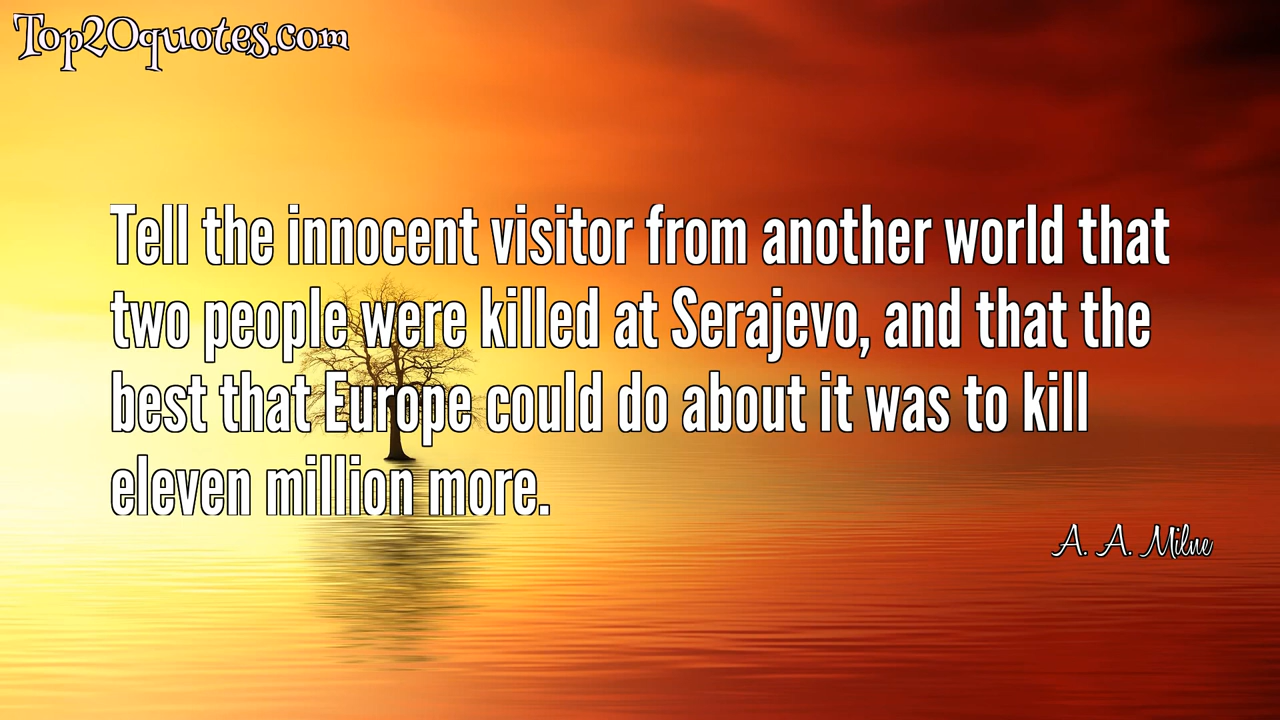 Top20quotes.com
Tell the innocent visitor from another world that
two people were killed at Serajevo, and that the
best that Europe could do about it was to kill
eleven million more.
A. A. Milne